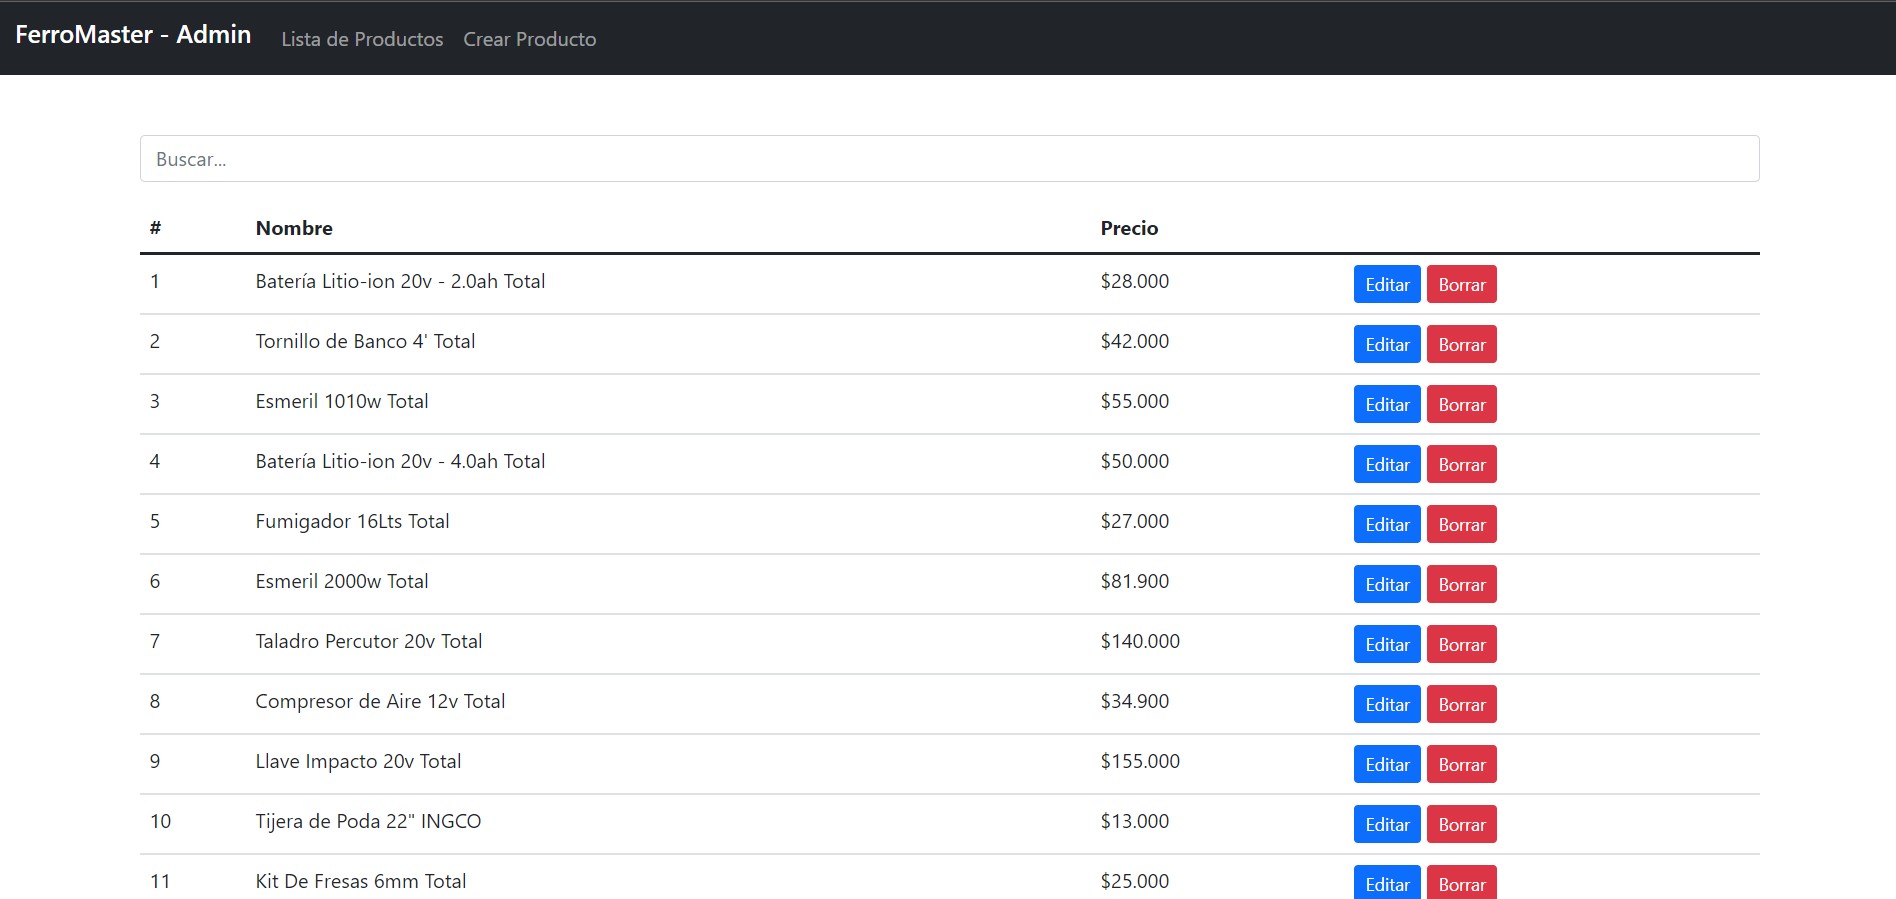 FerroMaster - Admin Lista de Productos Crear Producto
Buscar...
# Nombre Precio
1 Batería Litio-ion 20v - 2.0ah Total $28.000 Editar Borrar
2 Tornillo de Banco 4' Total $42.000 Editar Borrar
3 Esmeril 1010w Total $55.000 Editar Borrar
4 Batería Litio-ion 20v - 4.0ah Total $50.000 Editar Borrar
5 Fumigador 16Lts Total $27.000 Editar Borrar
6 Esmeril 2000w Total $81.900 Editar Borrar
7 Taladro Percutor 20v Total $140.000 Editar Borrar
8 Compresor de Aire 12v Total $34.900 Editar Borrar
9 Llave Impacto 20v Total $155.000 Editar Borrar
10 Tijera de Poda 22" INGCO $13.000 Editar Borrar
11 Kit De Fresas 6mm Total $25.000 Editar Borrar